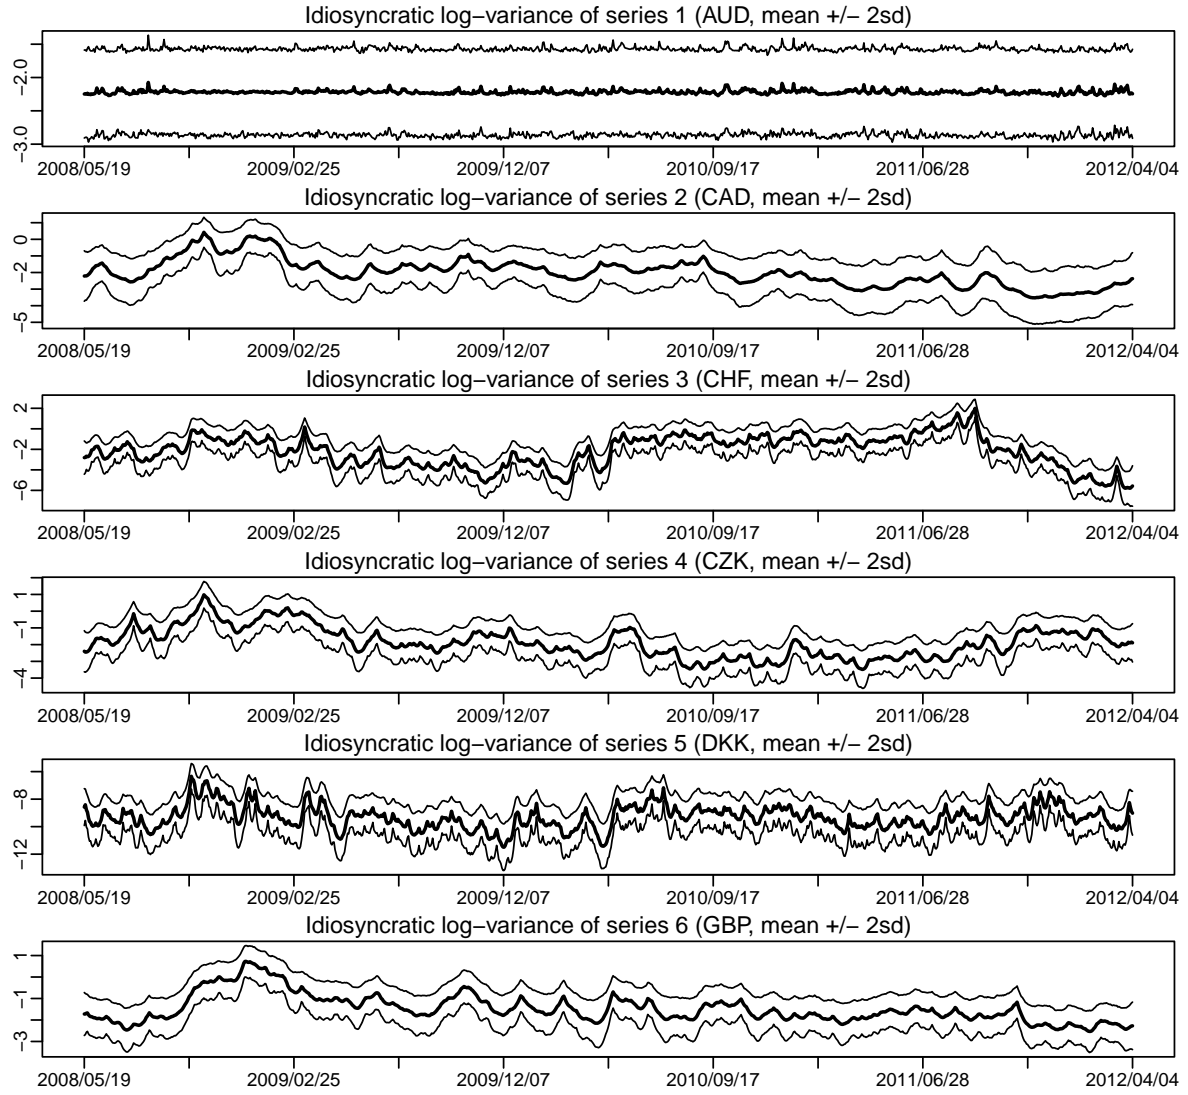 Idiosyncratic log−variance of series 1 (AUD, mean +/− 2sd)
−2.0
−3.0
2008/05/19 2009/02/25 2009/12/07 2010/09/17 2011/06/28 2012/04/04
Idiosyncratic log−variance of series 2 (CAD, mean +/− 2sd)
0
−2
−5
2008/05/19 2009/02/25 2009/12/07 2010/09/17 2011/06/28 2012/04/04
Idiosyncratic log−variance of series 3 (CHF, mean +/− 2sd)
2
−2
−6
2008/05/19 2009/02/25 2009/12/07 2010/09/17 2011/06/28 2012/04/04
Idiosyncratic log−variance of series 4 (CZK, mean +/− 2sd)
1
−1
−4
2008/05/19 2009/02/25 2009/12/07 2010/09/17 2011/06/28 2012/04/04
Idiosyncratic log−variance of series 5 (DKK, mean +/− 2sd)
−8
−12
2008/05/19 2009/02/25 2009/12/07 2010/09/17 2011/06/28 2012/04/04
Idiosyncratic log−variance of series 6 (GBP, mean +/− 2sd)
1
−1
−3
2008/05/19 2009/02/25 2009/12/07 2010/09/17 2011/06/28 2012/04/04